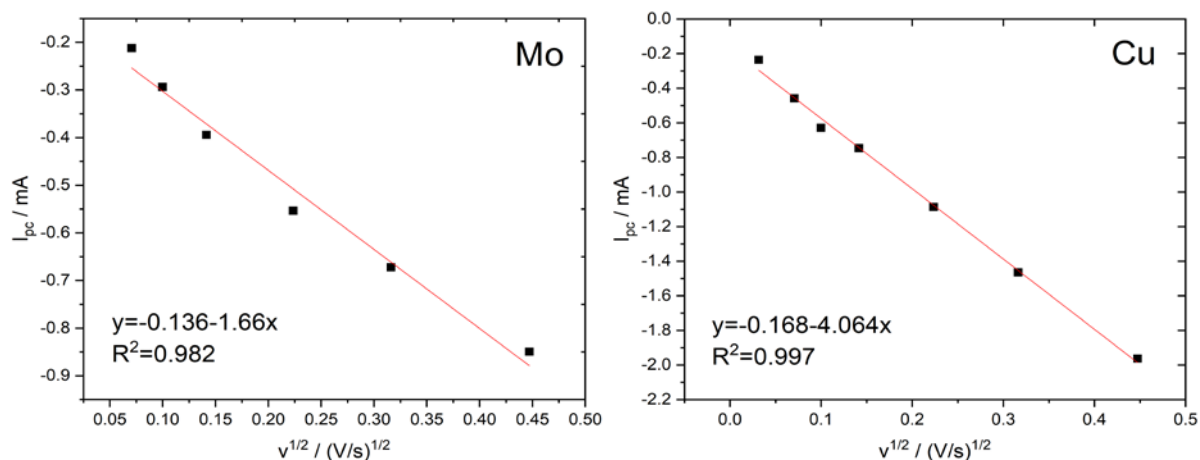 Mo
-0.2
-0.3
-0.4
-0.5
-0.6
-0.7
-0.8
-0.9
I_pc / mA
y=-0.136-1.66x
R²=0.982
0.05 0.10 0.15 0.20 0.25 0.30 0.35 0.40 0.45 0.50
v^1/2 / (V/s)^1/2
Cu
0.0
-0.2
-0.4
-0.6
-0.8
-1.0
-1.2
-1.4
-1.6
-1.8
-2.0
-2.2
I_pc / mA
y=-0.168-4.064x
R²=0.997
0.0 0.1 0.2 0.3 0.4 0.5
v^1/2 / (V/s)^1/2